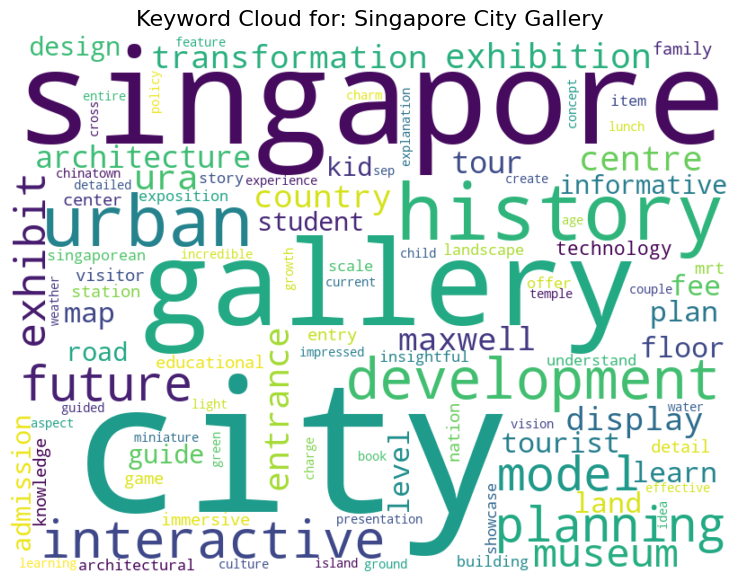 Keyword Cloud for: Singapore City Gallery
design
feature
transformation
exhibition
family
singapore
entire
cross
policy
charm
explanation
concept
item
lunch
architecture
ura
kid
sep
tour
centre
chinatown
detailed
story
experience
informative
center
exposition
country
create
exhibit
urban
student
history
age
singaporean
incredible
child
landscape
technology
visitor
growth
scale
offer
mrt
station
weather
gallery
current
temple
couple
fee
map
entry
maxwell
plan
road
educational
impressed
insightful
understand
floor
future
entrance
development
guided
light
aspect
miniature
green
city
nation
vision
water
display
admission
knowledge
guide
charge
book
level
tourist
detail
game
model
learn
effective
immersive
presentation
showcase
land
idea
interactive
planning
learning
architectural
culture
island
ground
building
museum